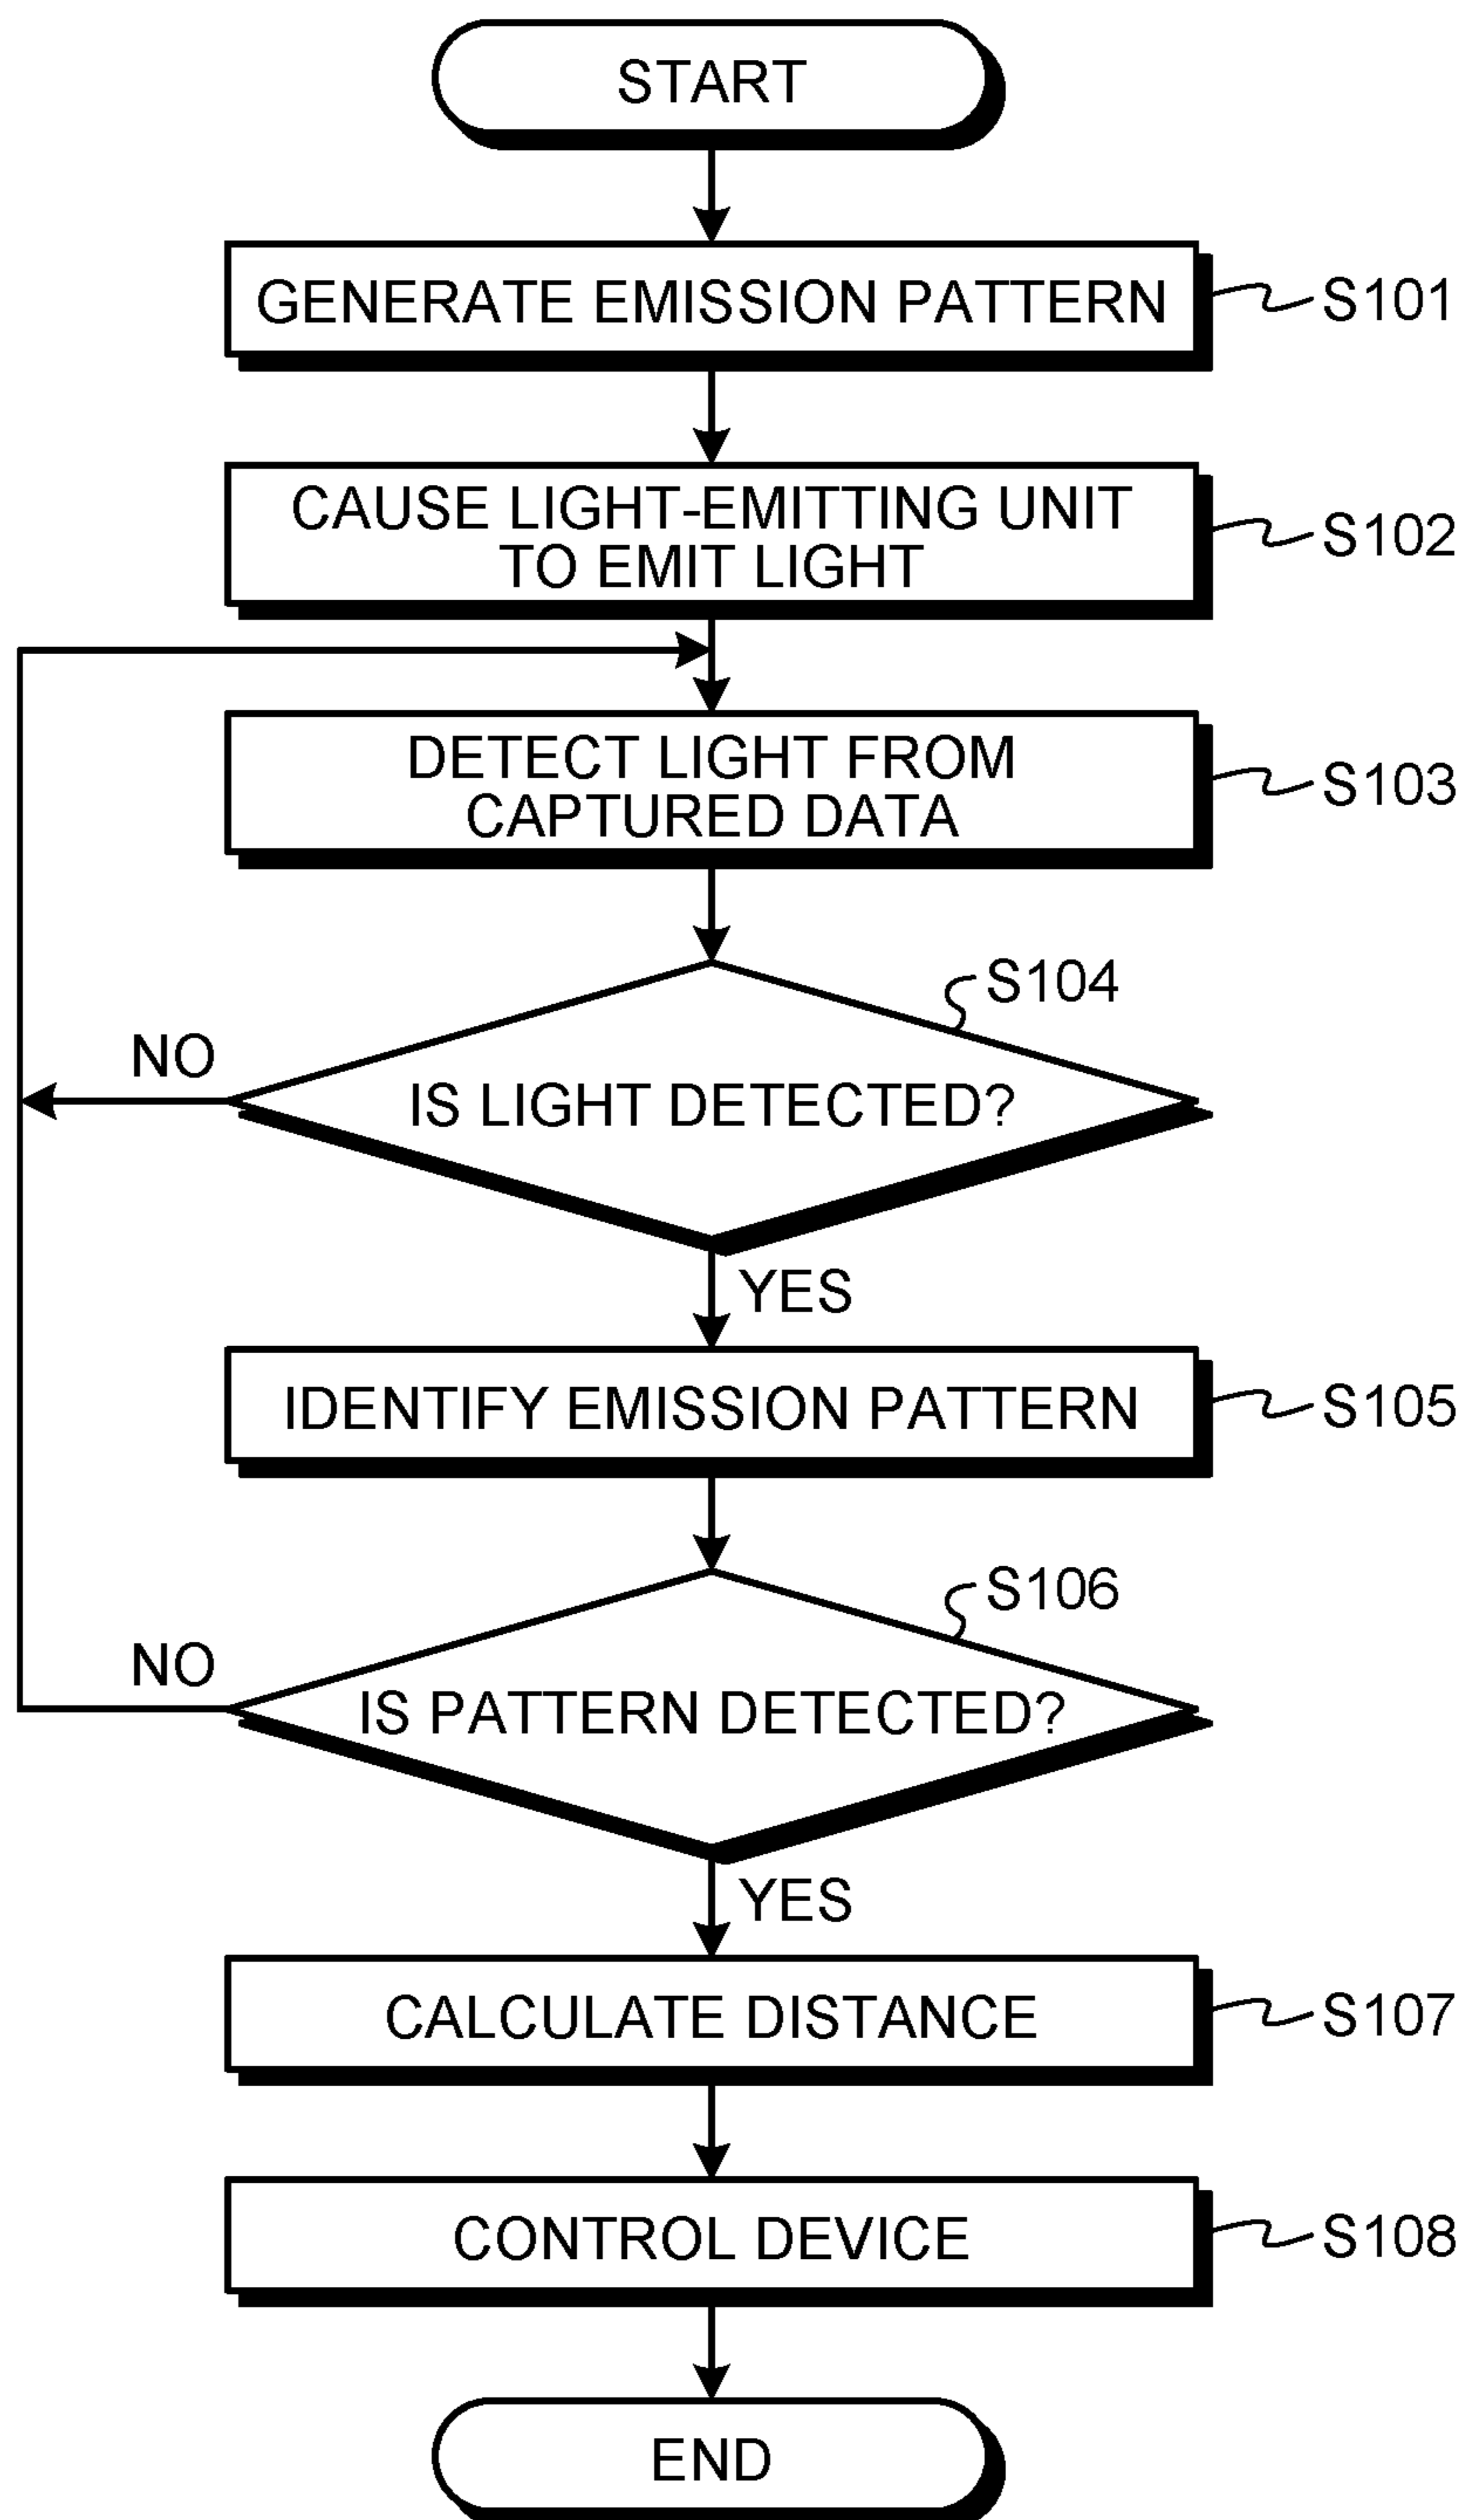 START
GENERATE EMISSION PATTERN
S101
CAUSE LIGHT-EMITTING UNIT
TO EMIT LIGHT
S102
DETECT LIGHT FROM
CAPTURED DATA
S103
S104
NO
IS LIGHT DETECTED?
YES
IDENTIFY EMISSION PATTERN
S105
S106
NO
IS PATTERN DETECTED?
YES
CALCULATE DISTANCE
S107
CONTROL DEVICE
S108
END